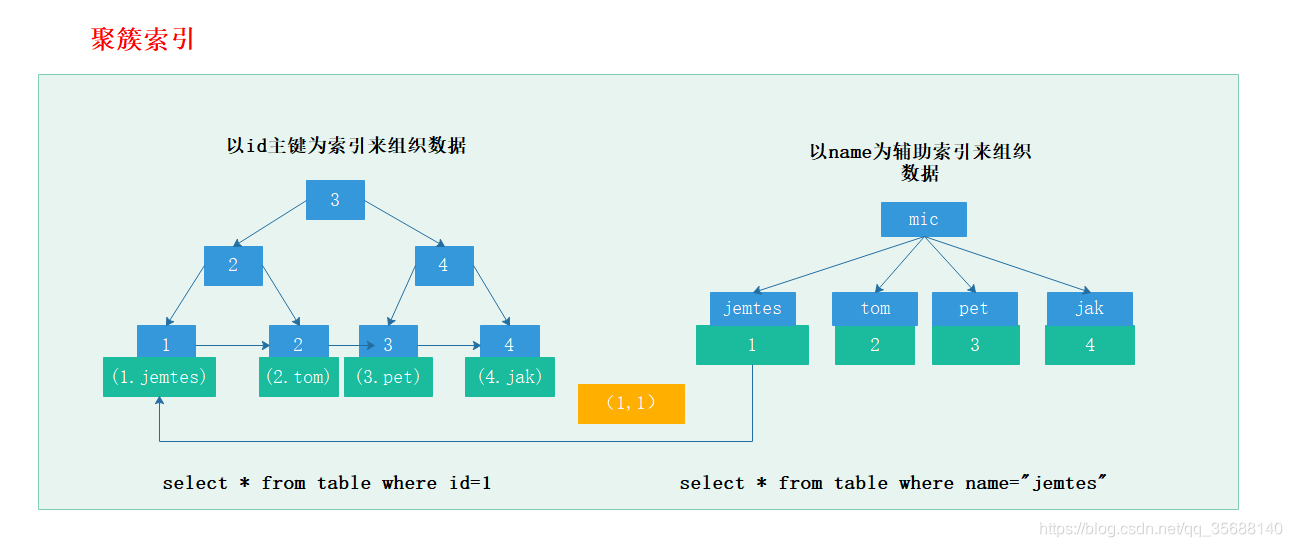 聚簇索引
以id主键为索引来组织数据
3
2
4
1
2
3
4
(1.jemtes)
(2.tom)
(3.pet)
(4.jak)
select * from table where id=1
以name为辅助索引来组织
数据
mic
jemtes
tom
pet
jak
1
2
3
4
（1,1）
select * from table where name="jemtes"
https://blog.csdn.net/qq_35688140